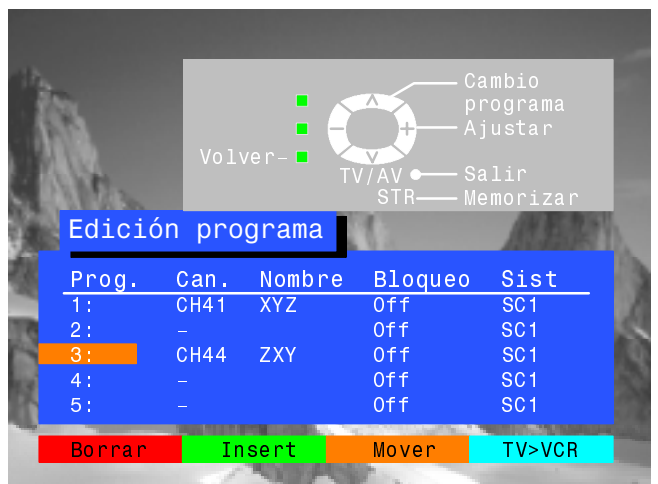 Cambio
programa
Ajustar
Volver–
TV/AV Salir
STR Memorizar
Edición programa
Prog. Can. Nombre Bloqueo Sist
1: CH41 XYZ Off SC1
2: – Off SC1
3: CH44 ZXY Off SC1
4: – Off SC1
5: – Off SC1
Borrar Insert Mover TV>VCR